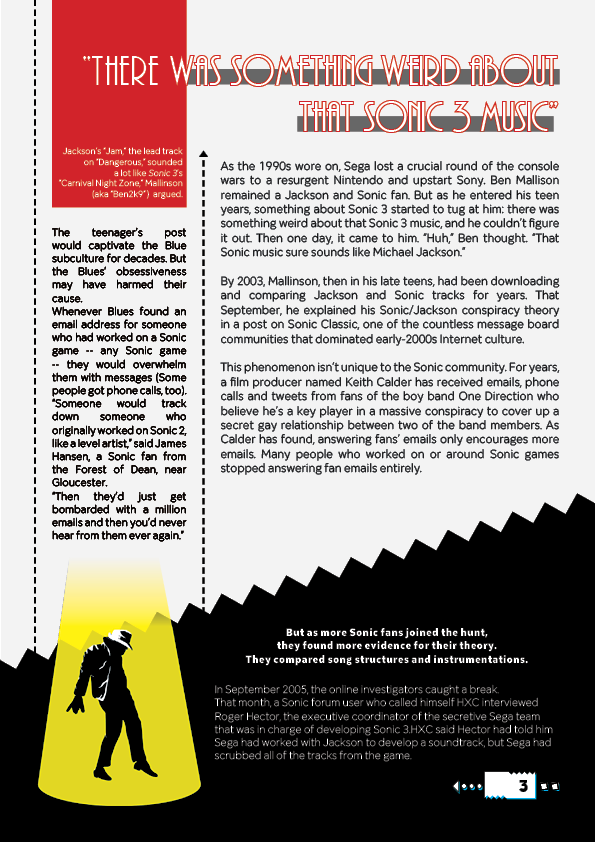 "THERE WAS SOMETHING WEIRD ABOUT
THAT SONIC 3 MUSIC"
Jackson's "Jam," the lead track
on "Dangerous," sounded
a lot like Sonic 3's
"Carnival Night Zone," Mallinson
(aka "Ben2k9") argued.
The teenager's post
would captivate the Blue
subculture for decades. But
the Blues' obsessiveness
may have harmed their
cause.
Whenever Blues found an
email address for someone
who had worked on a Sonic
game -- any Sonic game
-- they would overwhelm
them with messages (Some
people got phone calls, too).
"Someone would track
down someone who
originally worked on Sonic 2,
like a level artist," said James
Hansen, a Sonic fan from
the Forest of Dean, near
Gloucester.
"Then they'd just get
bombarded with a million
emails and then you'd never
hear from them ever again."
As the 1990s wore on, Sega lost a crucial round of the console
wars to a resurgent Nintendo and upstart Sony. Ben Mallison
remained a Jackson and Sonic fan. But as he entered his teen
years, something about Sonic 3 started to tug at him: there was
something weird about that Sonic 3 music, and he couldn't figure
it out. Then one day, it came to him. "Huh," Ben thought. "That
Sonic music sure sounds like Michael Jackson."
By 2003, Mallinson, then in his late teens, had been downloading
and comparing Jackson and Sonic tracks for years. That
September, he explained his Sonic/Jackson conspiracy theory
in a post on Sonic Classic, one of the countless message board
communities that dominated early-2000s Internet culture.
This phenomenon isn't unique to the Sonic community. For years,
a film producer named Keith Calder has received emails, phone
calls and tweets from fans of the boy band One Direction who
believe he's a key player in a massive conspiracy to cover up a
secret gay relationship between two of the band members. As
Calder has found, answering fans' emails only encourages more
emails. Many people who worked on or around Sonic games
stopped answering fan emails entirely.
But as more Sonic fans joined the hunt,
they found more evidence for their theory.
They compared song structures and instrumentations.
In September 2005, the online investigators caught a break.
That month, a Sonic forum user who called himself HXC interviewed
Roger Hector, the executive coordinator of the secretive Sega team
that was in charge of developing Sonic 3.HXC said Hector had told him
Sega had worked with Jackson to develop a soundtrack, but Sega had
scrubbed all of the tracks from the game.
3